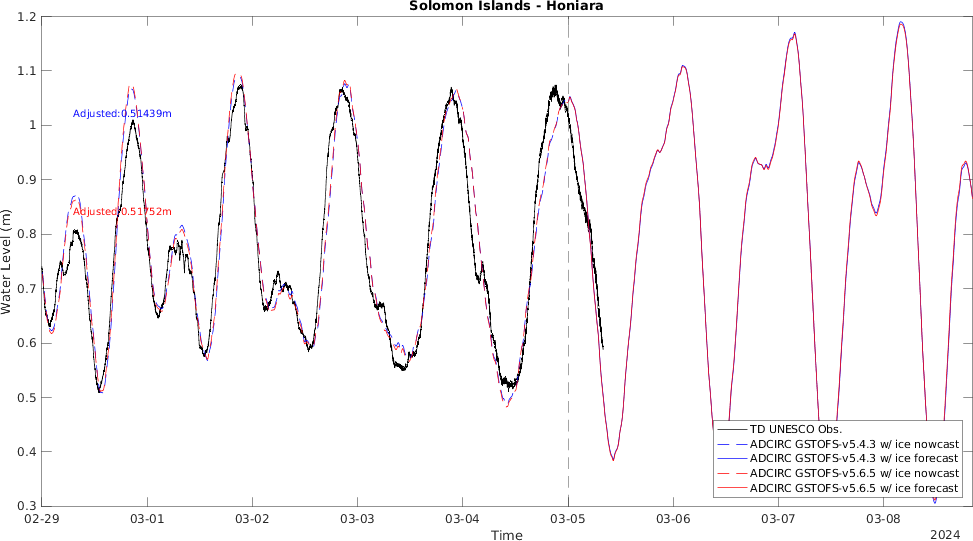 Solomon Islands - Honiara
1.2
1.1
1
0.9
0.8
0.7
0.6
0.5
0.4
0.3
Water Level (m)
Adjusted:0.51439m
Adjusted:0.51752m
TD UNESCO Obs.
ADCIRC GSTOFS-v5.4.3 w/ ice nowcast
ADCIRC GSTOFS-v5.4.3 w/ ice forecast
ADCIRC GSTOFS-v5.6.5 w/ ice nowcast
ADCIRC GSTOFS-v5.6.5 w/ ice forecast
02-29 03-01 03-02 03-03 03-04 03-05 03-06 03-07 03-08
Time
2024